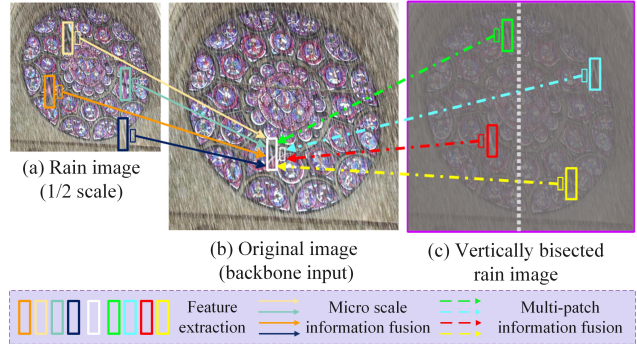 (a) Rain image
(1/2 scale)
(b) Original image
(backbone input)
(c) Vertically bisected
rain image
Feature
extraction
Micro scale
information fusion
Multi-patch
information fusion